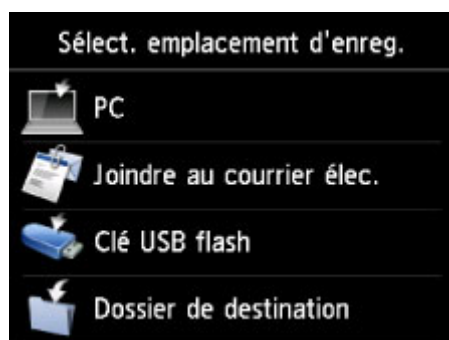 Sélect. emplacement d'enreg.
PC
Joindre au courrier élec.
Clé USB flash
Dossier de destination